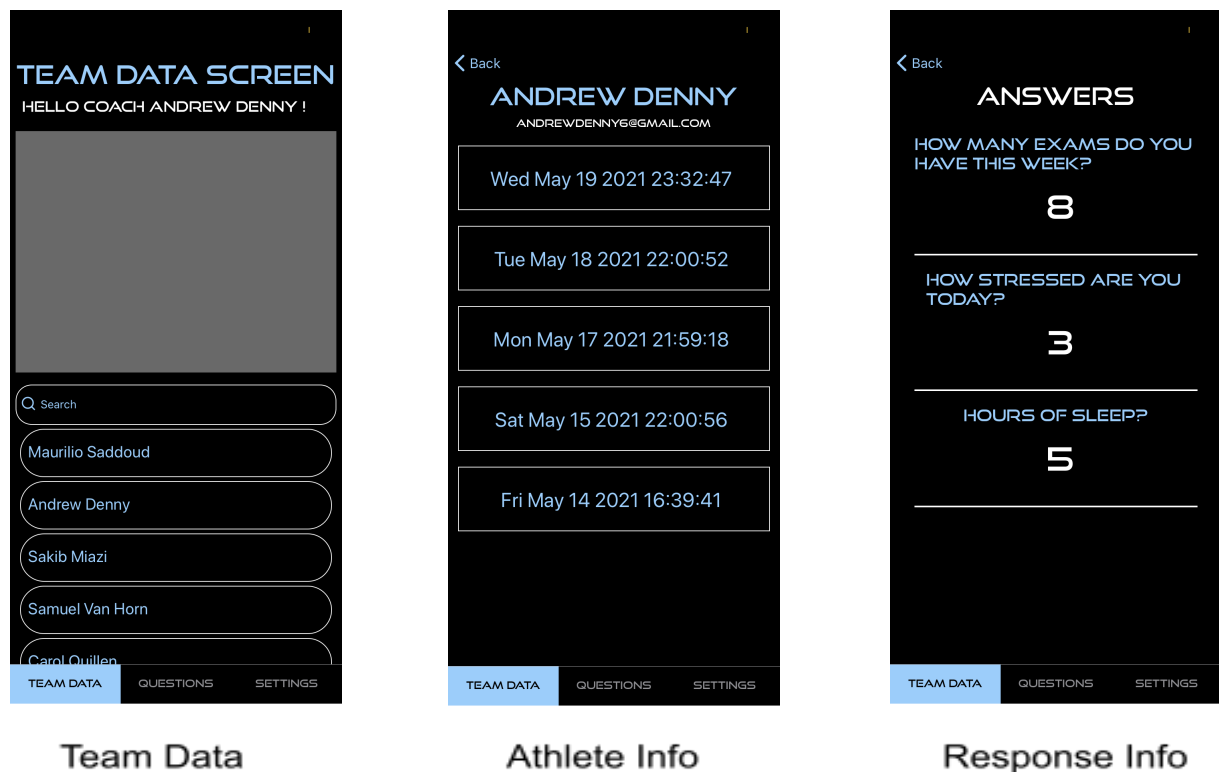 TEAM DATA SCREEN
HELLO COACH ANDREW DENNY !
Search
Maurilio Saddoud
Andrew Denny
Sakib Miazi
Samuel Van Horn
Carol Quillen
TEAM DATA QUESTIONS SETTINGS
Team Data
Back
ANDREW DENNY
ANDREWDENNY6@GMAIL.COM
Wed May 19 2021 23:32:47
Tue May 18 2021 22:00:52
Mon May 17 2021 21:59:18
Sat May 15 2021 22:00:56
Fri May 14 2021 16:39:41
TEAM DATA QUESTIONS SETTINGS
Athlete Info
Back
ANSWERS
HOW MANY EXAMS DO YOU
HAVE THIS WEEK?
8
HOW STRESSED ARE YOU
TODAY?
3
HOURS OF SLEEP?
5
TEAM DATA QUESTIONS SETTINGS
Response Info